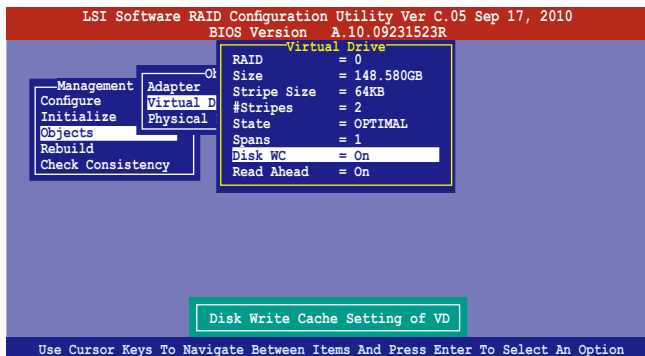 LSI Software RAID Configuration Utility Ver C.05 Sep 17, 2010
BIOS Version A.10.09231523R
Management
Configure
Initialize
Objects
Rebuild
Check Consistency
Ob
Adapter
Virtual D
Physical
Virtual Drive
RAID = 0
Size = 148.580GB
Stripe Size = 64KB
#Stripes = 2
State = OPTIMAL
Spans = 1
Disk WC = On
Read Ahead = On
Disk Write Cache Setting of VD
Use Cursor Keys To Navigate Between Items And Press Enter To Select An Option